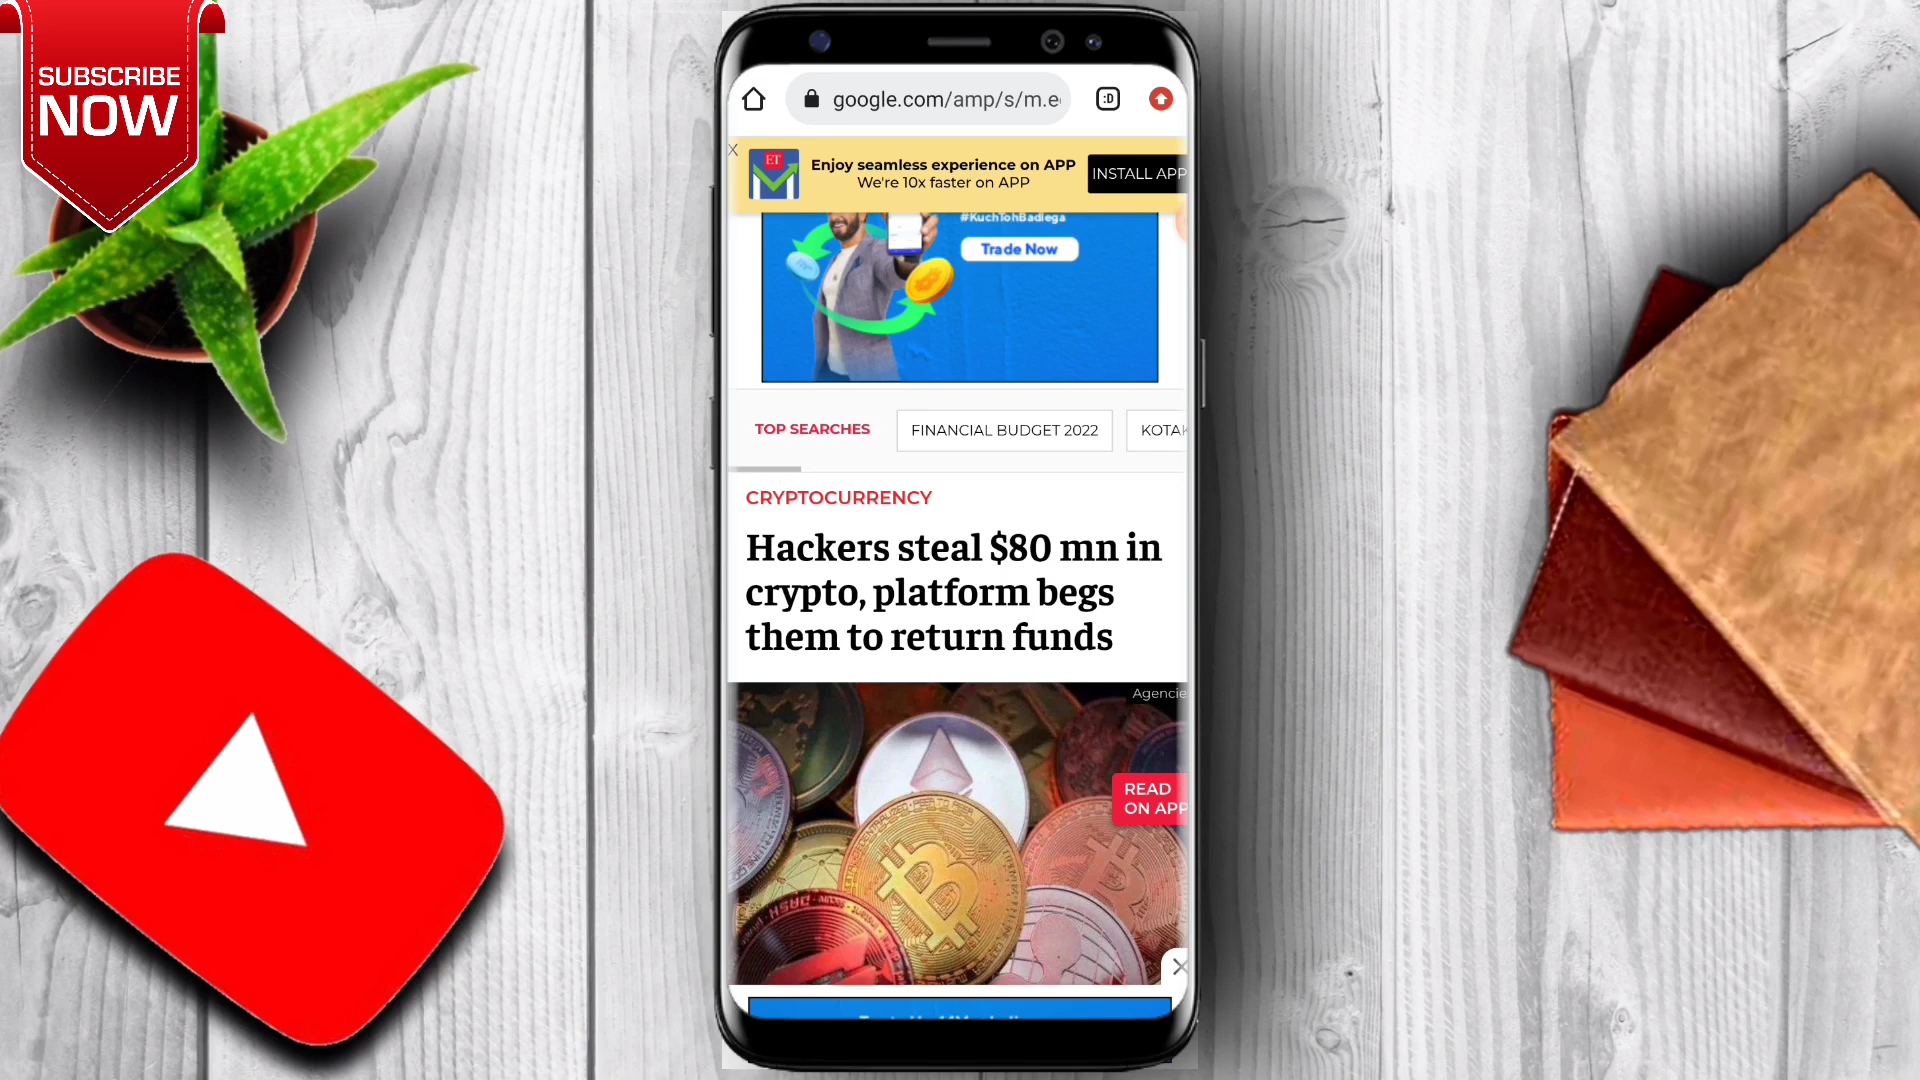 SUBSCRIBE
NOW
google.com/amp/s/m.e
:D
X
ET
Enjoy seamless experience on APP
We're 10x faster on APP
INSTALL APP
#KuchTohBadlega
Trade Now
TOP SEARCHES
FINANCIAL BUDGET 2022
KOTAK
CRYPTOCURRENCY
Hackers steal $80 mn in
crypto, platform begs
them to return funds
Agencie
READ
ON APP